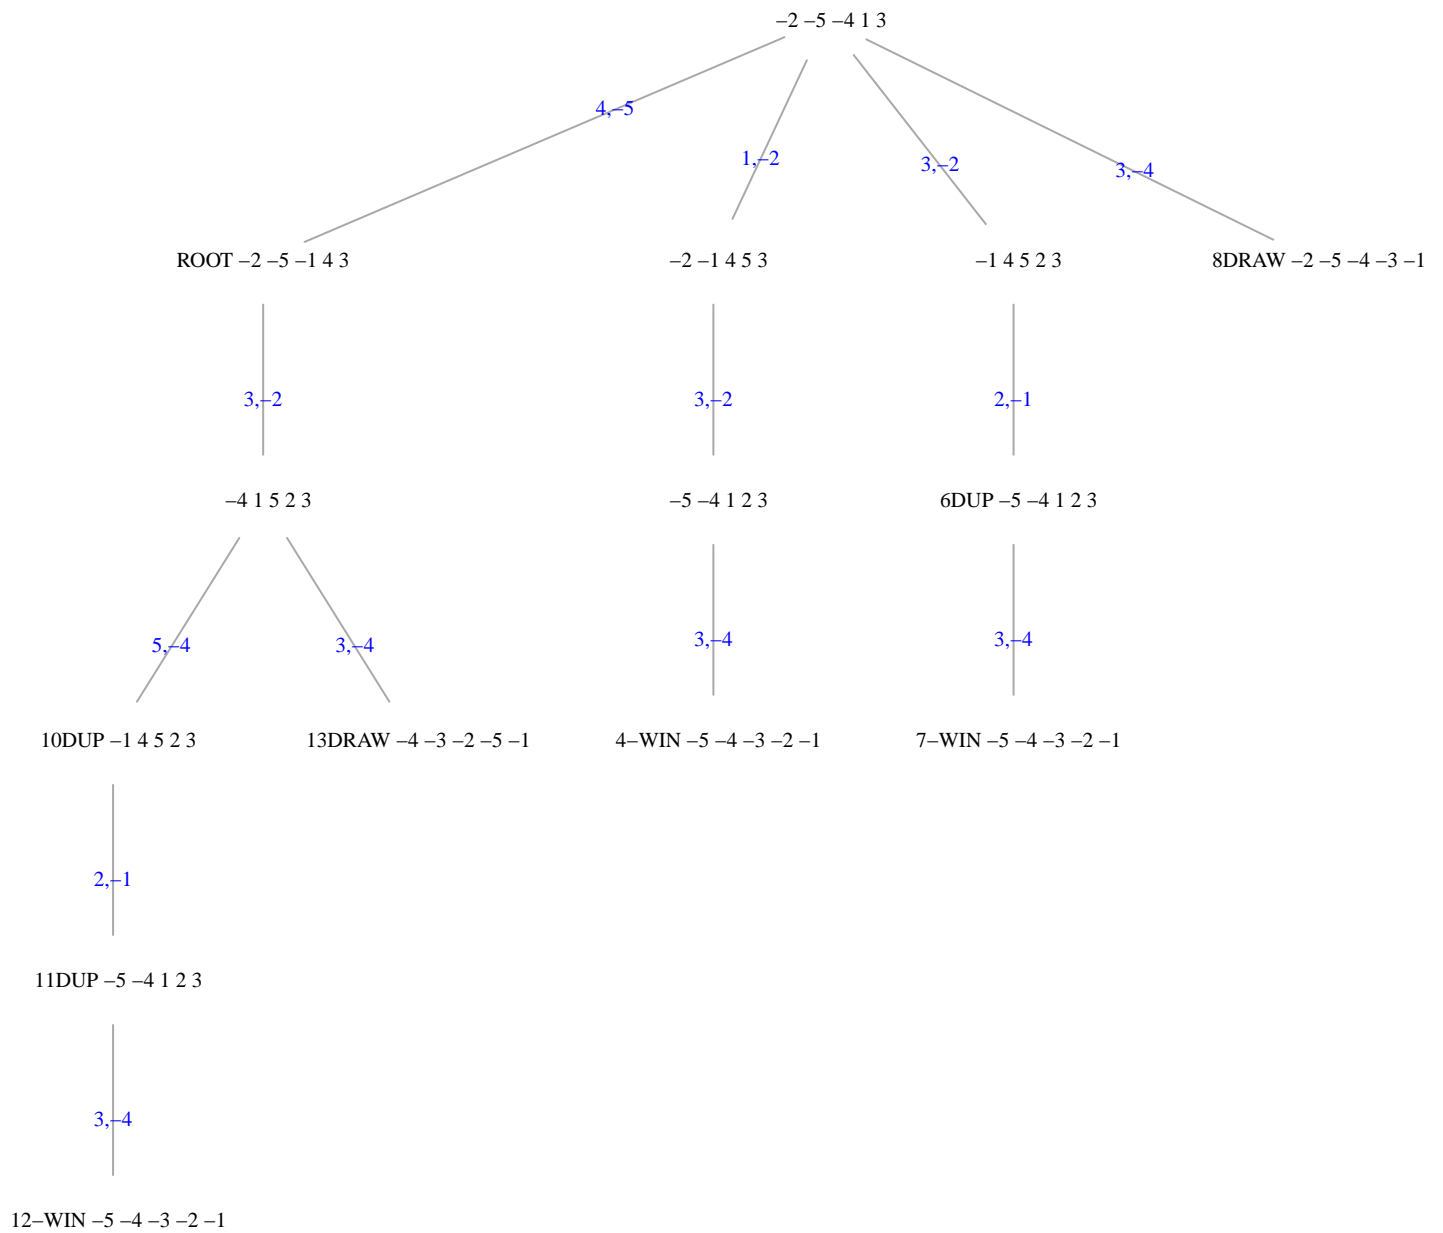 −2 −5 −4 1 3
4,−5
1,−2
3,−2
3,−4
ROOT −2 −5 −1 4 3
−2 −1 4 5 3
−1 4 5 2 3
8DRAW −2 −5 −4 −3 −1
3,−2
3,−2
2,−1
−4 1 5 2 3
−5 −4 1 2 3
6DUP −5 −4 1 2 3
5,−4
3,−4
3,−4
3,−4
10DUP −1 4 5 2 3
13DRAW −4 −3 −2 −5 −1
4−WIN −5 −4 −3 −2 −1
7−WIN −5 −4 −3 −2 −1
2,−1
11DUP −5 −4 1 2 3
3,−4
12−WIN −5 −4 −3 −2 −1